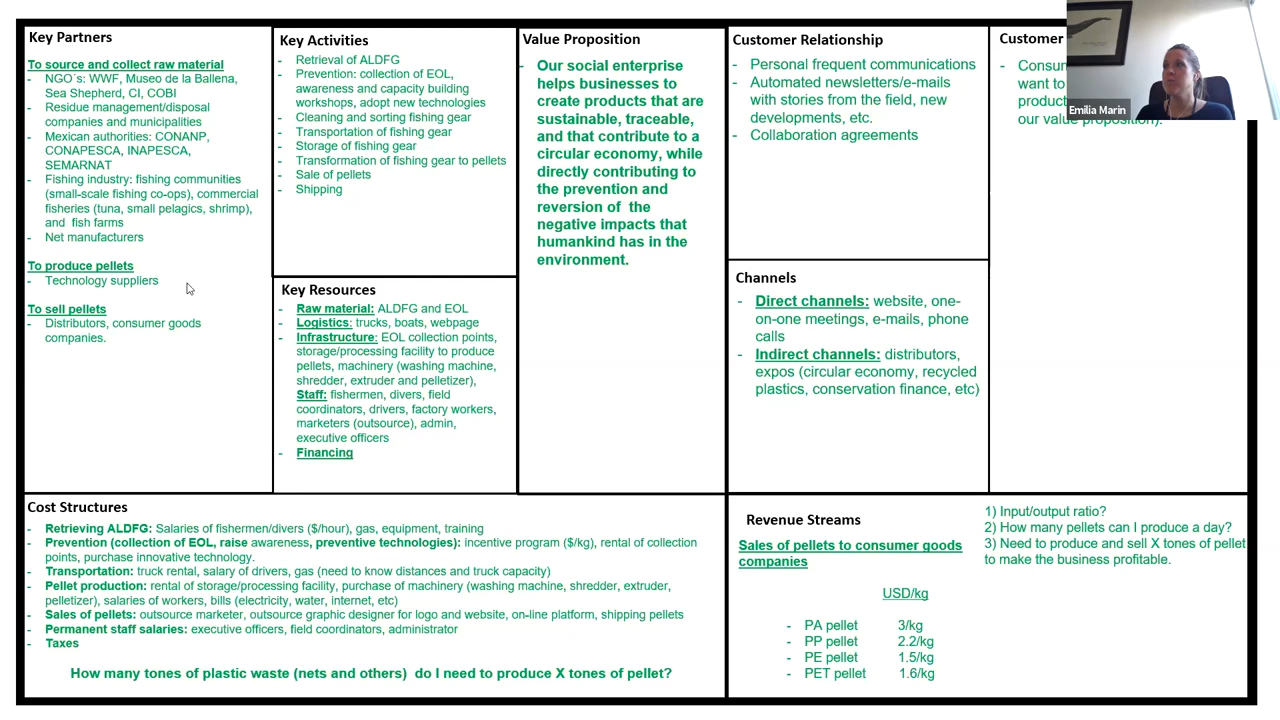 Key Partners
To source and collect raw material
- NGO´s: WWF, Museo de la Ballena,
Sea Shepherd, CI, COBI
- Residue management/disposal
companies and municipalities
- Mexican authorities: CONANP,
CONAPESCA, INAPESCA,
SEMARNAT
- Fishing industry: fishing communities
(small-scale fishing co-ops), commercial
fisheries (tuna, small pelagics, shrimp),
and fish farms
- Net manufacturers
To produce pellets
- Technology suppliers
To sell pellets
- Distributors, consumer goods
companies.
Key Activities
- Retrieval of ALDFG
- Prevention: collection of EOL,
awareness and capacity building
workshops, adopt new technologies
- Cleaning and sorting fishing gear
- Transportation of fishing gear
- Storage of fishing gear
- Transformation of fishing gear to pellets
- Sale of pellets
- Shipping
Key Resources
- Raw material: ALDFG and EOL
- Logistics: trucks, boats, webpage
- Infrastructure: EOL collection points,
storage/processing facility to produce
pellets, machinery (washing machine,
shredder, extruder and pelletizer),
Staff: fishermen, divers, field
coordinators, drivers, factory workers,
marketers (outsource), admin,
executive officers
- Financing
Value Proposition
- Our social enterprise
helps businesses to
create products that are
sustainable, traceable,
and that contribute to a
circular economy, while
directly contributing to
the prevention and
reversion of the
negative impacts that
humankind has in the
environment.
Customer Relationship
- Personal frequent communications
- Automated newsletters/e-mails
with stories from the field, new
developments, etc.
- Collaboration agreements
Channels
- Direct channels: website, one-
on-one meetings, e-mails, phone
calls
- Indirect channels: distributors,
expos (circular economy, recycled
plastics, conservation finance, etc)
Customer
want to
our value proposition).
Emilia Marin
Cost Structures
- Retrieving ALDFG: Salaries of fishermen/divers ($/hour), gas, equipment, training
- Prevention (collection of EOL, raise awareness, preventive technologies): incentive program ($/kg), rental of collection
points, purchase innovative technology.
- Transportation: truck rental, salary of drivers, gas (need to know distances and truck capacity)
- Pellet production: rental of storage/processing facility, purchase of machinery (washing machine, shredder, extruder,
pelletizer), salaries of workers, bills (electricity, water, internet, etc)
- Sales of pellets: outsource marketer, outsource graphic designer for logo and website, on-line platform, shipping pellets
- Permanent staff salaries: executive officers, field coordinators, administrator
- Taxes
How many tones of plastic waste (nets and others) do I need to produce X tones of pellet?
Revenue Streams
Sales of pellets to consumer goods
companies
USD/kg
- PA pellet 3/kg
- PP pellet 2.2/kg
- PE pellet 1.5/kg
- PET pellet 1.6/kg
1) Input/output ratio?
2) How many pellets can I produce a day?
3) Need to produce and sell X tones of pellet
to make the business profitable.